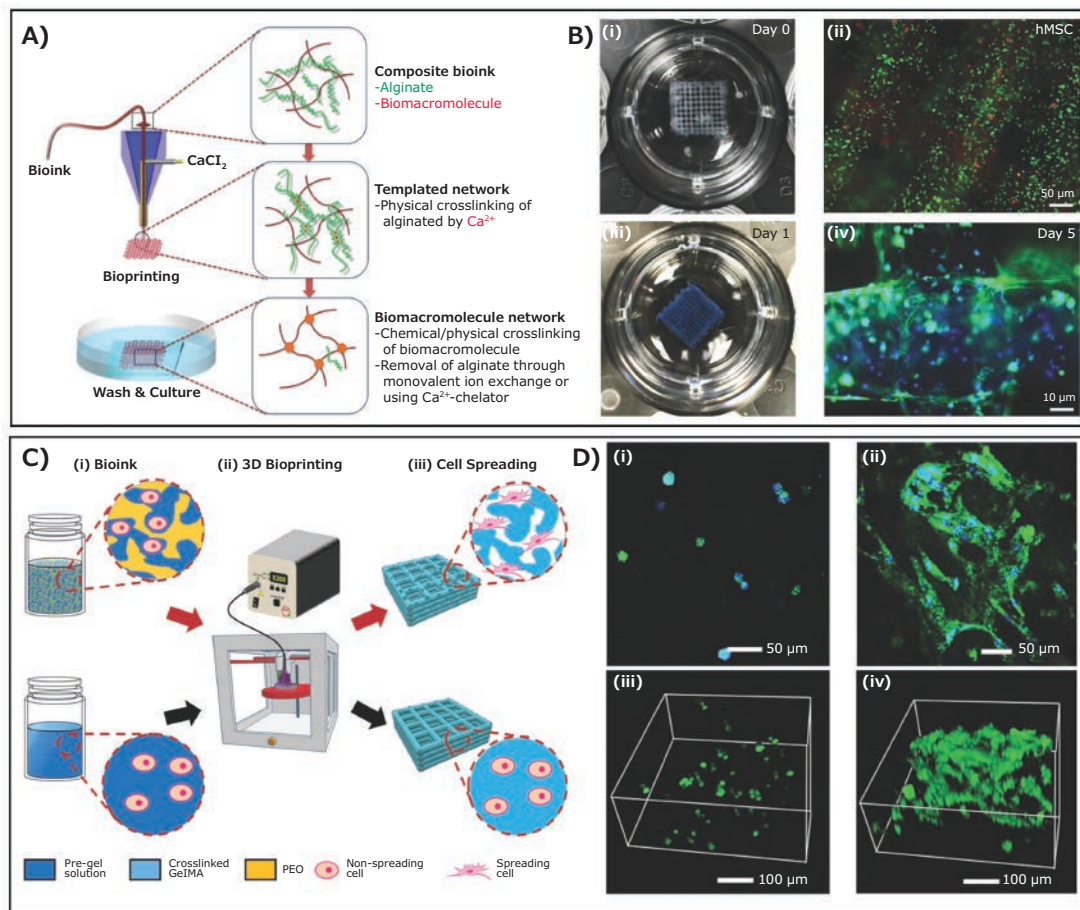 A)
Bioink
CaCI₂
Bioprinting
Wash & Culture
Composite bioink
-Alginate
-Biomacromolecule
Templated network
-Physical crosslinking of
alginated by Ca²⁺
Biomacromolecule network
-Chemical/physical crosslinking
of biomacromolecule
-Removal of alginate through
monovalent ion exchange or
using Ca²⁺-chelator
B)
(i)
Day 0
(ii)
hMSC
50 µm
(iii)
Day 1
(iv)
Day 5
10 µm
C)
(i) Bioink
(ii) 3D Bioprinting
(iii) Cell Spreading
Pre-gel
solution
Crosslinked
GeIMA
PEO
Non-spreading
cell
Spreading
cell
D)
(i)
50 µm
(ii)
50 µm
(iii)
100 µm
(iv)
100 µm